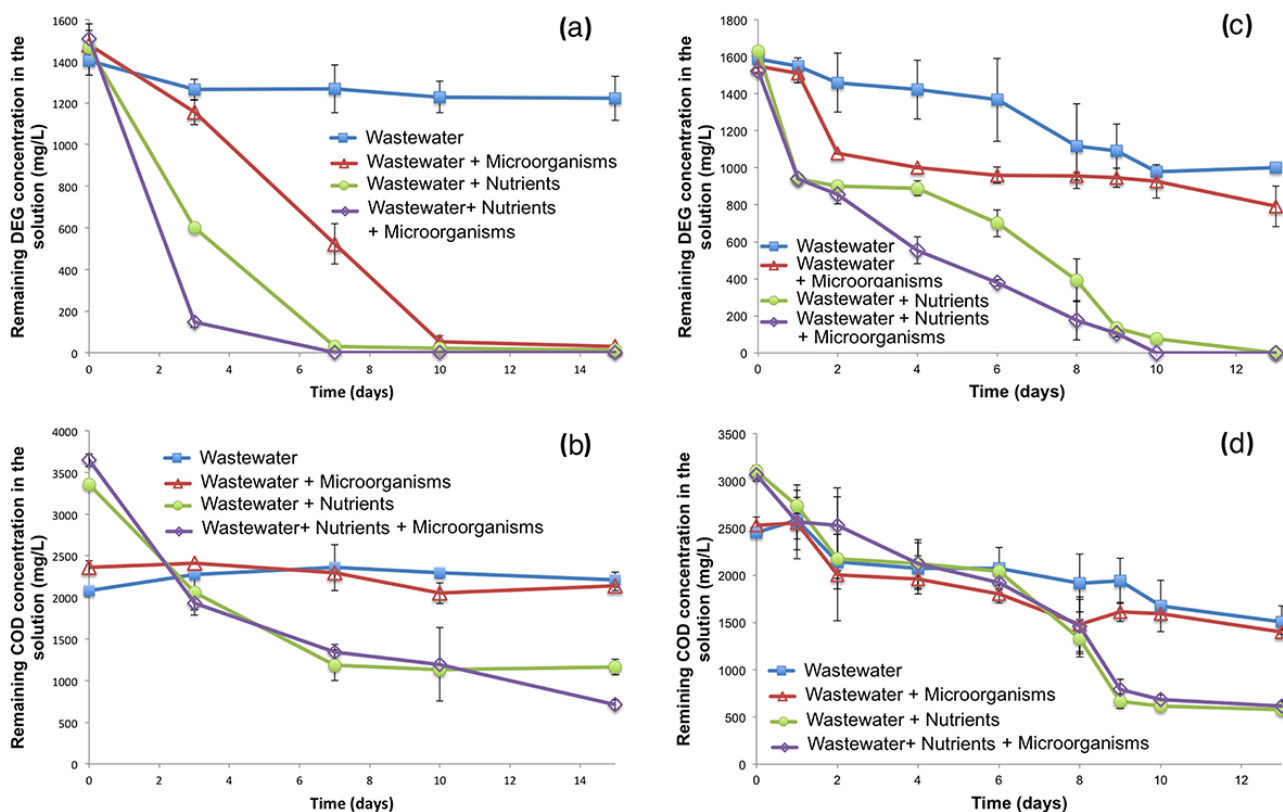 (a)
Remaining DEG concentration in the
solution (mg/L)
1600
1400
1200
1000
800
600
400
200
0
Wastewater
Wastewater + Microorganisms
Wastewater + Nutrients
Wastewater+ Nutrients
+ Microorganisms
0 2 4 6 8 10 12 14
Time (days)
(c)
Remaining DEG concentration in the
solution (mg/L)
1800
1600
1400
1200
1000
800
600
400
200
0
Wastewater
Wastewater
+ Microorganisms
Wastewater + Nutrients
Wastewater + Nutrients
+ Microorganisms
0 2 4 6 8 10 12
Time (days)
(b)
Remaining COD concentration in the
solution (mg/L)
4000
3500
3000
2500
2000
1500
1000
500
0
Wastewater
Wastewater + Microorganisms
Wastewater + Nutrients
Wastewater+ Nutrients + Microorganisms
0 2 4 6 8 10 12 14
Time (days)
(d)
Remining COD concentration in the
solution (mg/L)
3500
3000
2500
2000
1500
1000
500
0
Wastewater
Wastewater + Microorganisms
Wastewater + Nutrients
Wastewater+ Nutrients + Microorganisms
0 2 4 6 8 10 12
Time (days)